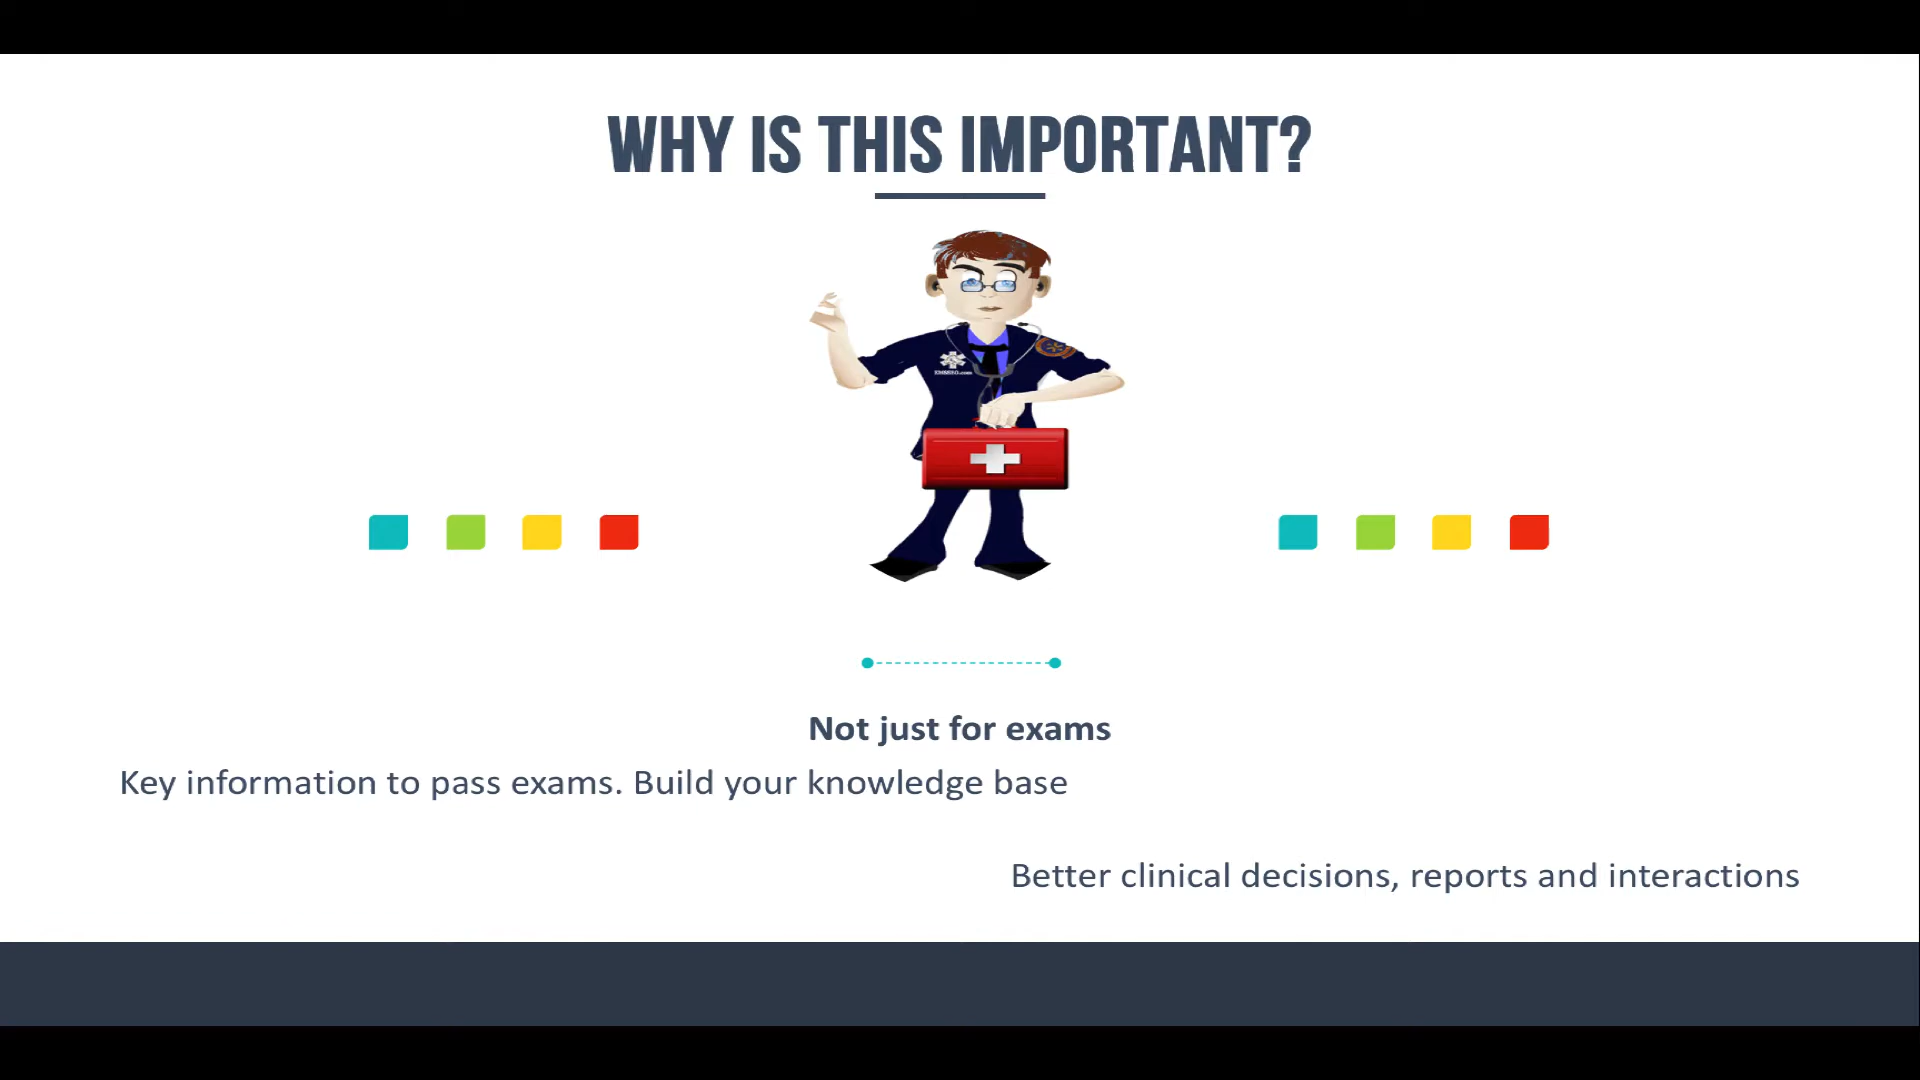 WHY IS THIS IMPORTANT?
Not just for exams
Key information to pass exams. Build your knowledge base
Better clinical decisions, reports and interactions